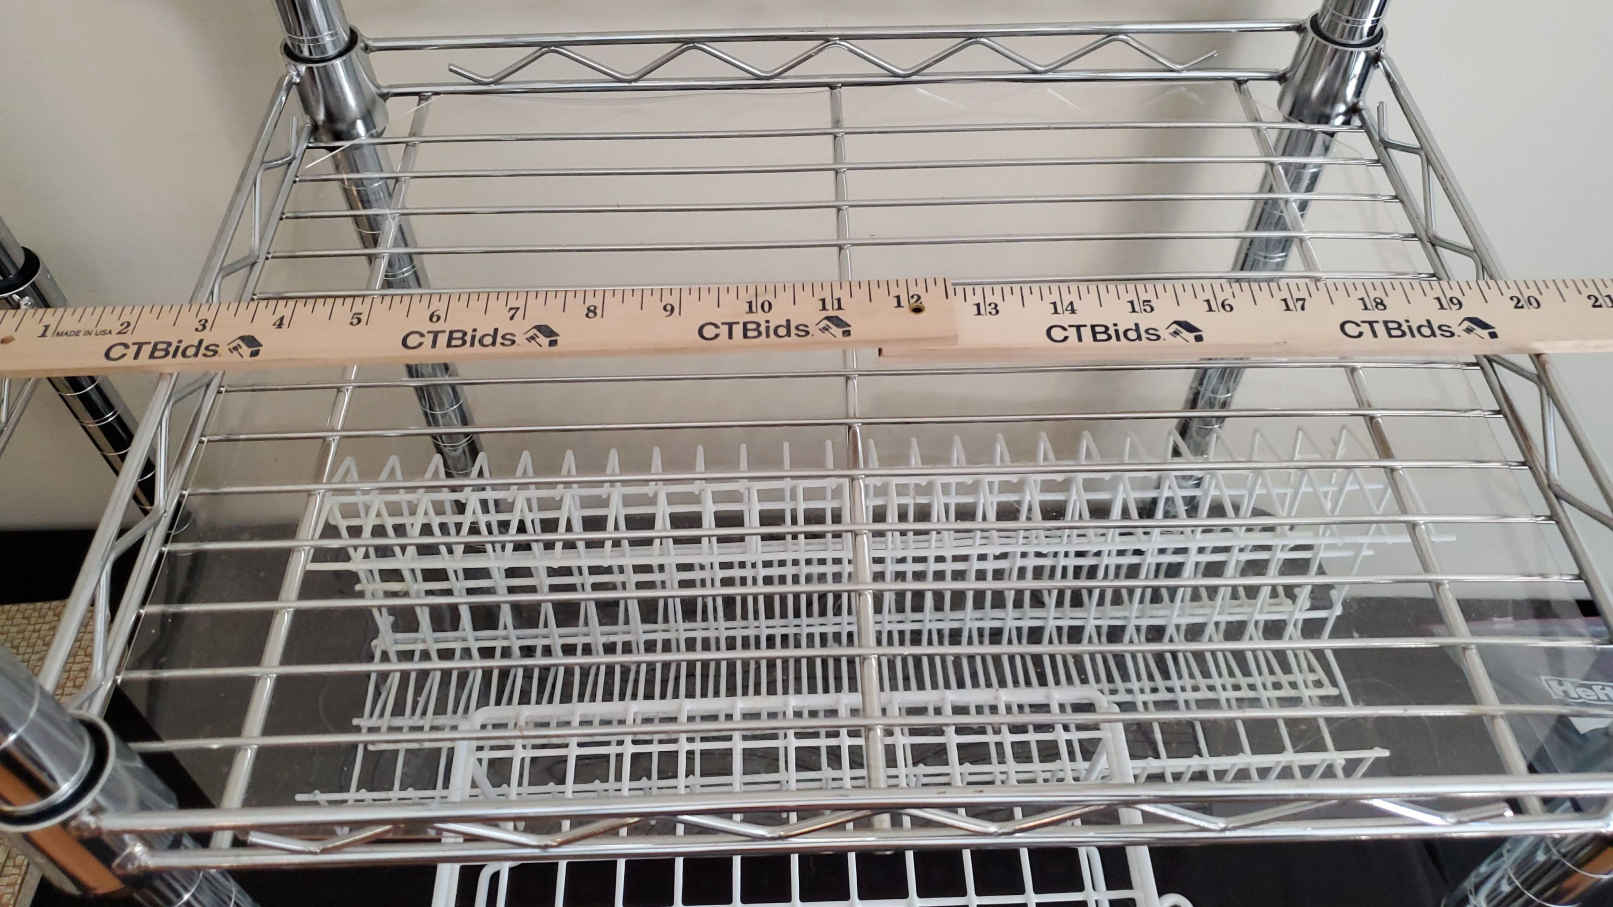 1 MADE IN USA 2 3 4 5 6 7 8 9 10 11 12 13 14 15 16 17 18 19 20 21
CTBids. CTBids. CTBids. CTBids. CTBids.